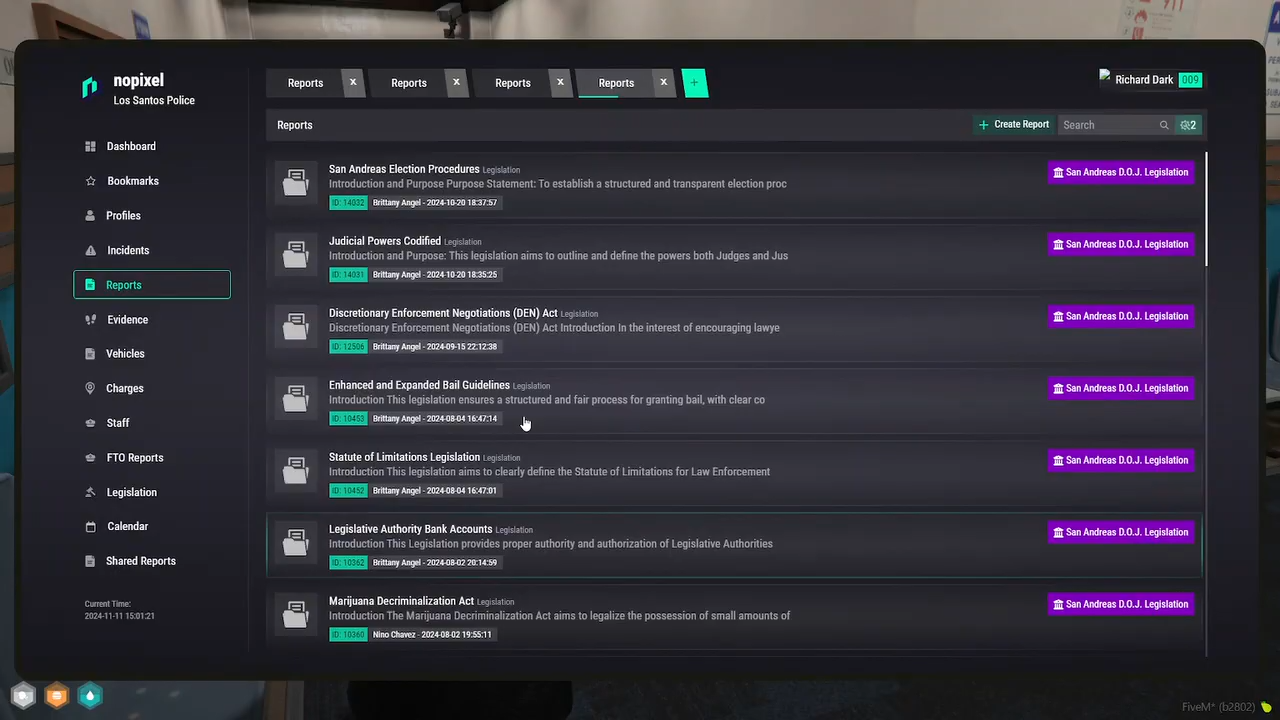 nopixel
Los Santos Police
Reports x Reports x Reports x Reports x +
Richard Dark 009
Dashboard
Bookmarks
Profiles
Incidents
Reports
Evidence
Vehicles
Charges
Staff
FTO Reports
Legislation
Calendar
Shared Reports
Current Time:
2024-11-11 15:01:21
Reports
+ Create Report Search 2
San Andreas Election Procedures Legislation
Introduction and Purpose Purpose Statement: To establish a structured and transparent election proc
ID: 14032 Brittany Angel - 2024-10-20 18:37:57
San Andreas D.O.J. Legislation
Judicial Powers Codified Legislation
Introduction and Purpose: This legislation aims to outline and define the powers both Judges and Jus
ID: 14031 Brittany Angel - 2024-10-20 18:35:25
San Andreas D.O.J. Legislation
Discretionary Enforcement Negotiations (DEN) Act Legislation
Discretionary Enforcement Negotiations (DEN) Act Introduction In the interest of encouraging lawye
ID: 12506 Brittany Angel - 2024-09-15 22:12:38
San Andreas D.O.J. Legislation
Enhanced and Expanded Bail Guidelines Legislation
Introduction This legislation ensures a structured and fair process for granting bail, with clear co
ID: 10453 Brittany Angel - 2024-08-04 16:47:14
San Andreas D.O.J. Legislation
Statute of Limitations Legislation Legislation
Introduction This legislation aims to clearly define the Statute of Limitations for Law Enforcement
ID: 10452 Brittany Angel - 2024-08-04 16:47:01
San Andreas D.O.J. Legislation
Legislative Authority Bank Accounts Legislation
Introduction This Legislation provides proper authority and authorization of Legislative Authorities
ID: 10362 Brittany Angel - 2024-08-02 20:14:59
San Andreas D.O.J. Legislation
Marijuana Decriminalization Act Legislation
Introduction The Marijuana Decriminalization Act aims to legalize the possession of small amounts of
ID: 10360 Nino Chavez - 2024-08-02 19:55:11
San Andreas D.O.J. Legislation
FiveM* (b2802)